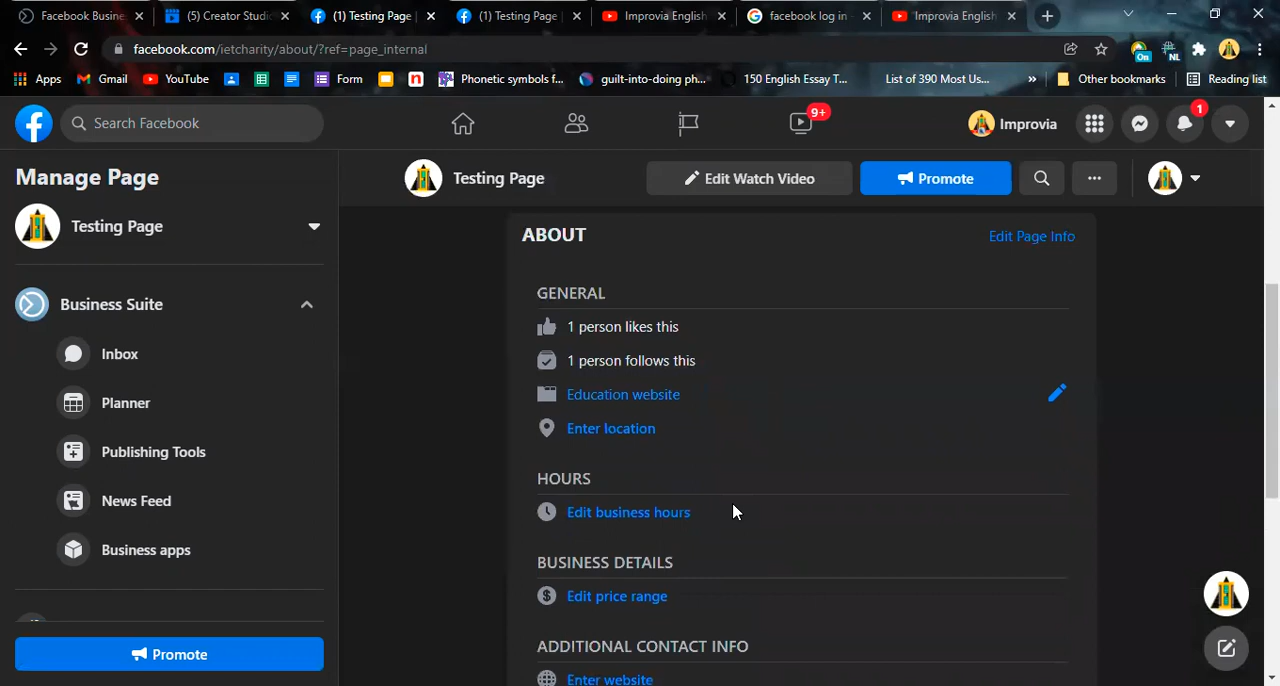 Facebook Busine
(5) Creator Studi
(1) Testing Page
(1) Testing Page
Improvia English
facebook log in -
Improvia English
facebook.com/ietcharity/about/?ref=page_internal
On
NL
Apps
Gmail
YouTube
Form
Phonetic symbols f...
guilt-into-doing ph...
150 English Essay T...
List of 390 Most Us...
»
Other bookmarks
Reading list
Search Facebook
9+
Improvia
1
Manage Page
Testing Page
Edit Watch Video
Promote
...
Testing Page
ABOUT
Edit Page Info
Business Suite
GENERAL
1 person likes this
Inbox
1 person follows this
Education website
Planner
Enter location
Publishing Tools
HOURS
News Feed
Edit business hours
Business apps
BUSINESS DETAILS
$
Edit price range
Promote
ADDITIONAL CONTACT INFO
Enter website